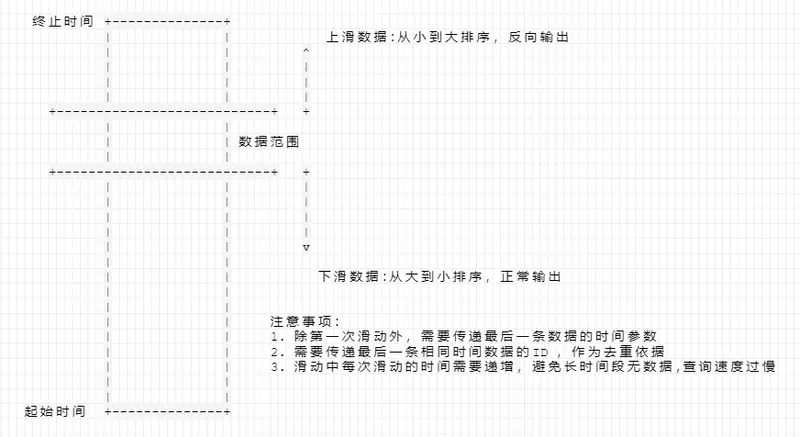 终止时间
上滑数据:从小到大排序，反向输出
数据范围
下滑数据:从大到小排序，正常输出
注意事项:
1. 除第一次滑动外，需要传递最后一条数据的时间参数
2. 需要传递最后一条相同时间数据的ID ，作为去重依据
3. 滑动中每次滑动的时间需要递增，避免长时间段无数据,查询速度过慢
起始时间